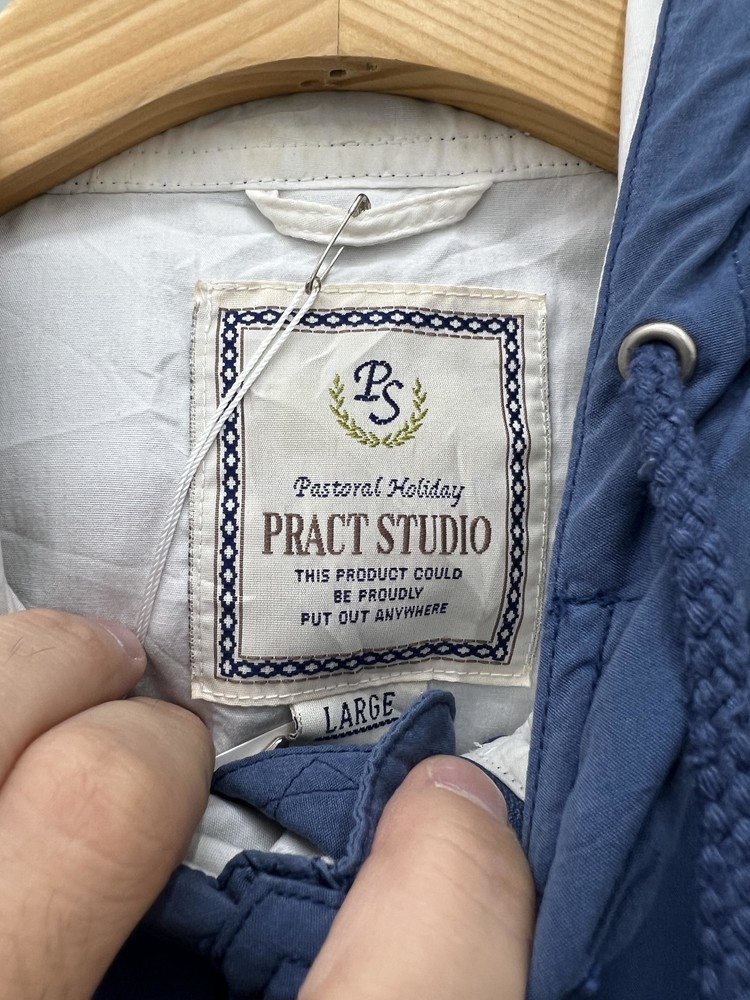 PS
Pastoral Holiday
PRACT STUDIO
THIS PRODUCT COULD
BE PROUDLY
PUT OUT ANYWHERE
LARGE